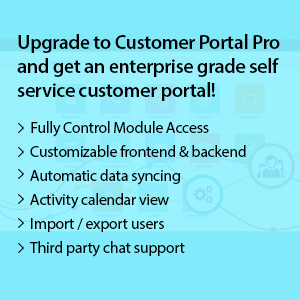 Upgrade to Customer Portal Pro
and get an enterprise grade self
service customer portal!
> Fully Control Module Access
> Customizable frontend & backend
> Automatic data syncing
> Activity calendar view
> Import / export users
> Third party chat support